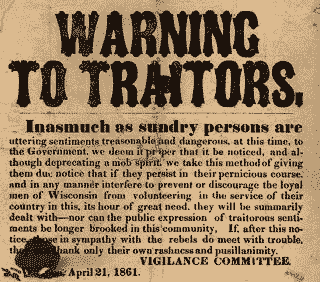 WARNING
TO TRAITORS.
Inasmuch as sundry persons are
uttering sentiments treasonable and dangerous, at this time, to
the Government, we deem it proper that it be noticed, and al-
though deprecating a mob spirit, we take this method of giving
them due notice that if they persist in their pernicious course,
and in any manner interfere to prevent or discourage the loyal
men of Wisconsin from volunteering in the service of their
country in this, its hour of great need, they will be summarily
dealt with—nor can the public expression of traitorous senti-
ments be longer brooked in this community. If, after this no-
tice, those in sympathy with the rebels do meet with trouble,
thank only their own rashness and pusillanimity.
VIGILANCE COMMITTEE.
April 21, 1861.